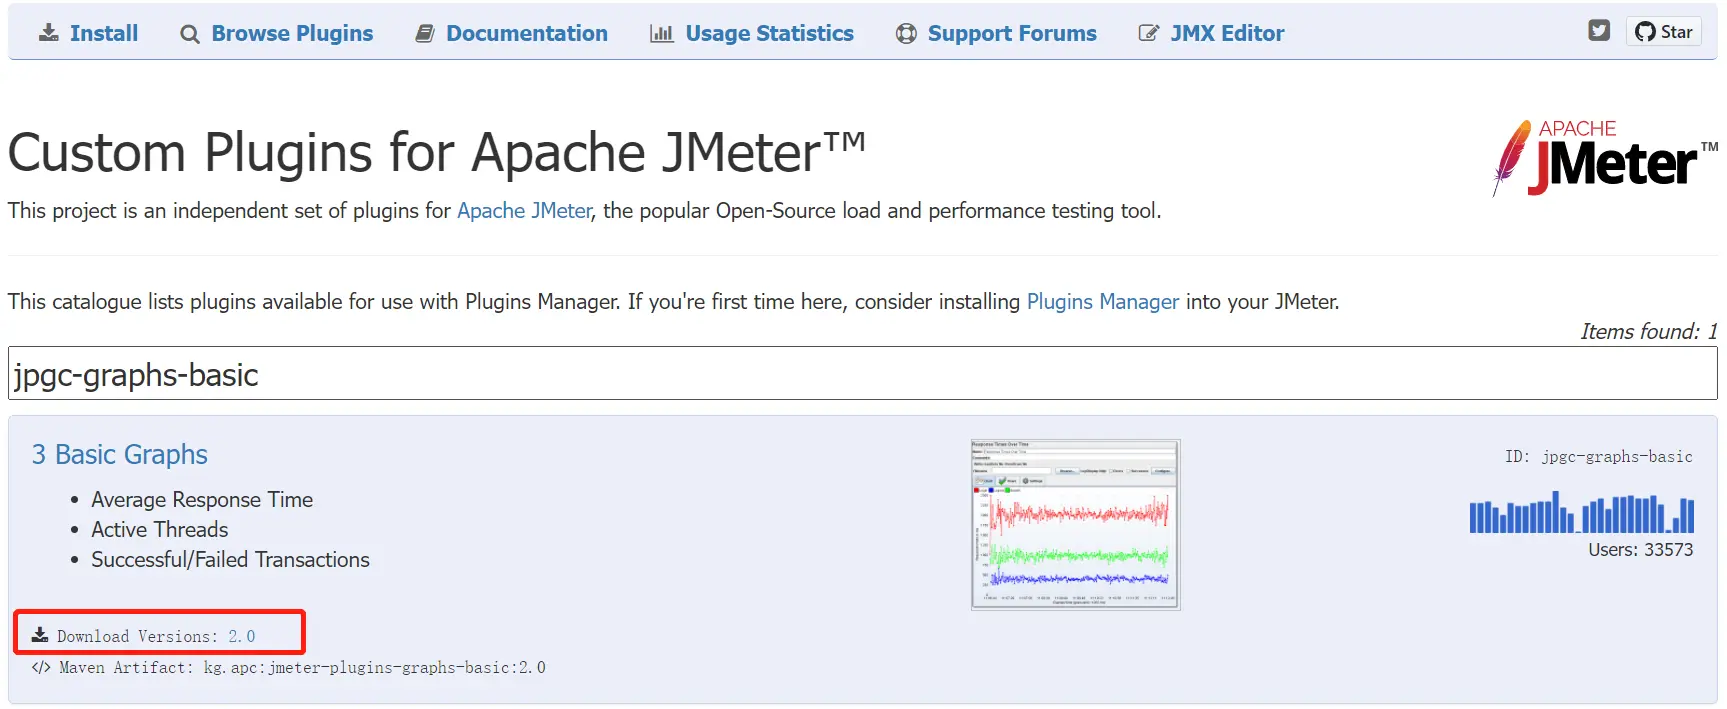 Install Browse Plugins Documentation Usage Statistics Support Forums JMX Editor Star
Custom Plugins for Apache JMeter™
APACHE
JMeter™
This project is an independent set of plugins for Apache JMeter, the popular Open-Source load and performance testing tool.
This catalogue lists plugins available for use with Plugins Manager. If you're first time here, consider installing Plugins Manager into your JMeter.
Items found: 1
jpgc-graphs-basic
3 Basic Graphs
ID: jpgc-graphs-basic
• Average Response Time
• Active Threads
• Successful/Failed Transactions
Response Times Over Time
Users: 33573
Download Versions: 2.0
</> Maven Artifact: kg.apc:jmeter-plugins-graphs-basic:2.0